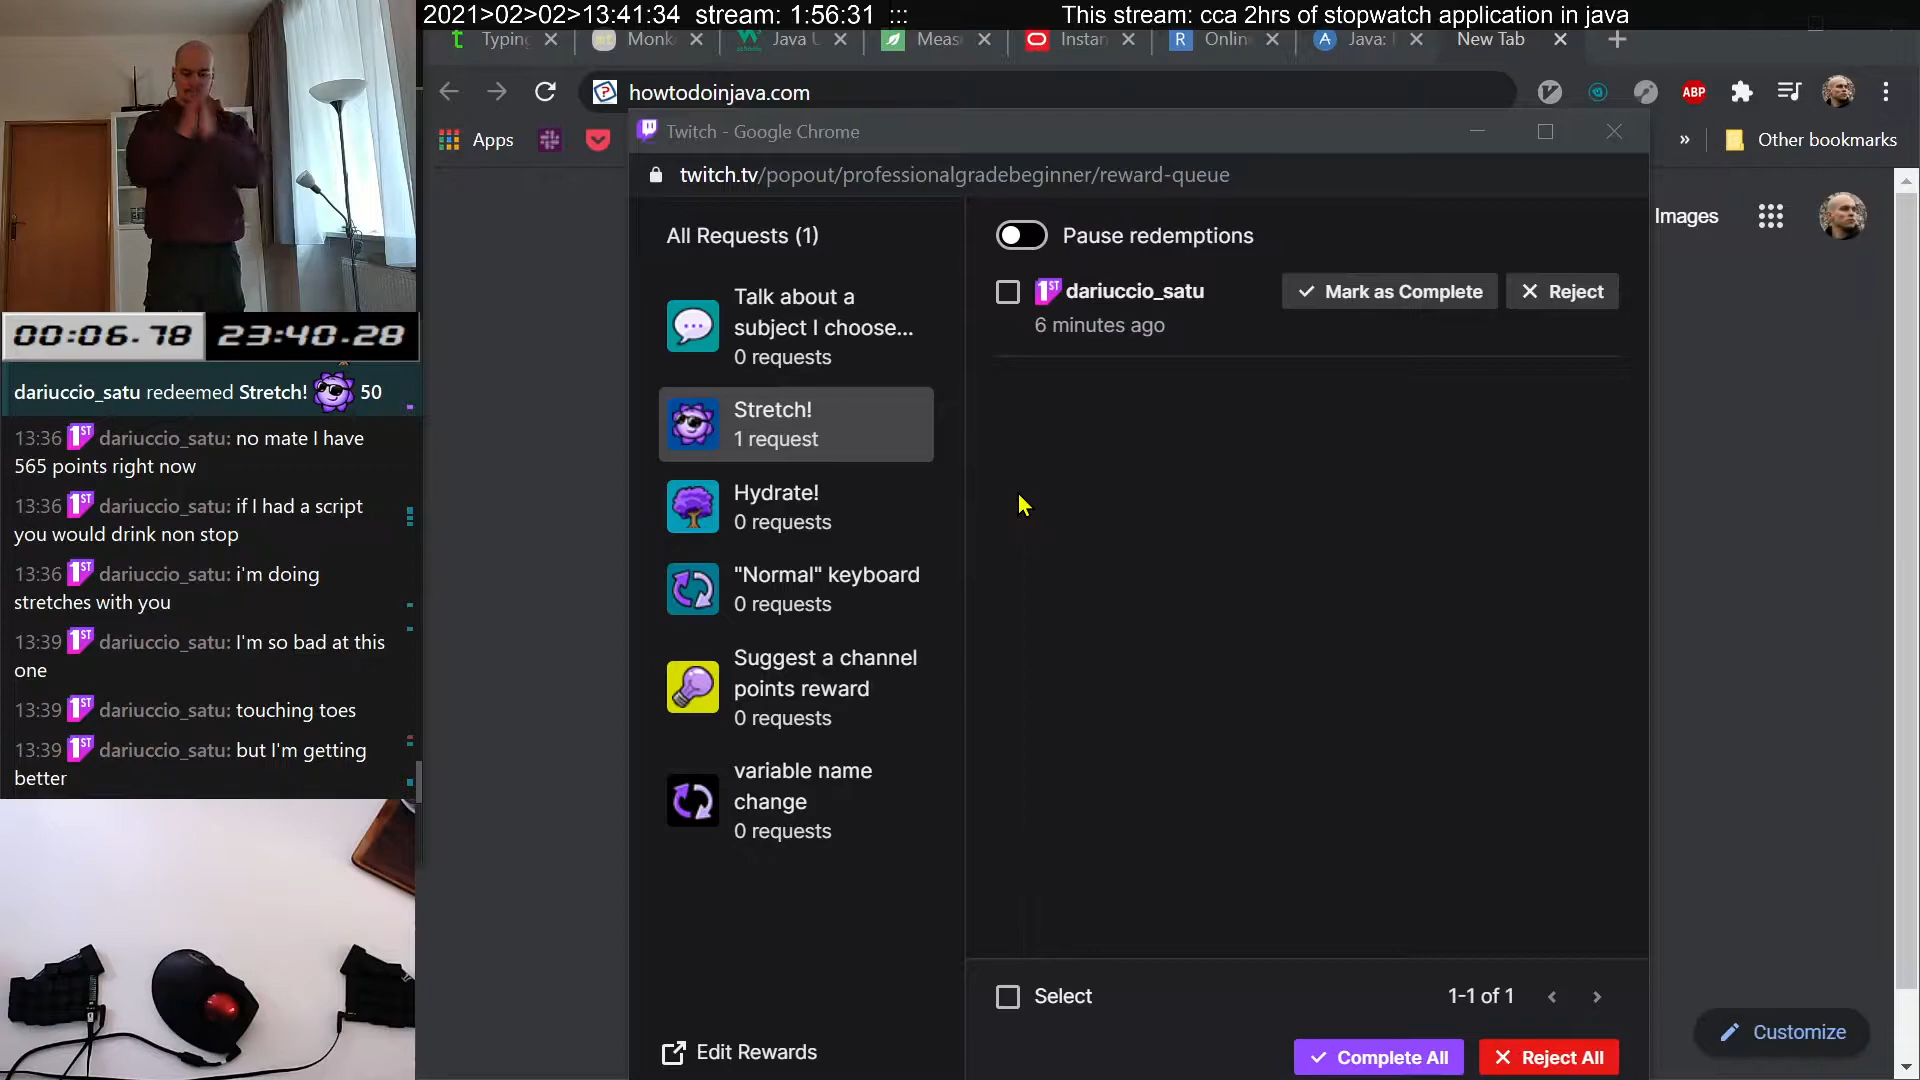 2021>02>02>13:41:34 stream: 1:56:31 :::
This stream: cca 2hrs of stopwatch application in java
Typing
Monk
Java U
Meas
Instan
Onlin
Java: 
New Tab
howtodoinjava.com
ABP
Apps
»
Other bookmarks
Images
Twitch - Google Chrome
twitch.tv/popout/professionalgradebeginner/reward-queue
All Requests (1)
Talk about a
subject I choose...
0 requests
Stretch!
1 request
Hydrate!
0 requests
"Normal" keyboard
0 requests
Suggest a channel
points reward
0 requests
variable name
change
0 requests
Edit Rewards
Pause redemptions
1ST dariuccio_satu
6 minutes ago
Mark as Complete
Reject
Select
1-1 of 1
Complete All
Reject All
Customize
00:06.78
23:40.28
dariuccio_satu redeemed Stretch! 50
13:36 1ST dariuccio_satu: no mate I have
565 points right now
13:36 1ST dariuccio_satu: if I had a script
you would drink non stop
13:36 1ST dariuccio_satu: i'm doing
stretches with you
13:39 1ST dariuccio_satu: I'm so bad at this
one
13:39 1ST dariuccio_satu: touching toes
13:39 1ST dariuccio_satu: but I'm getting
better